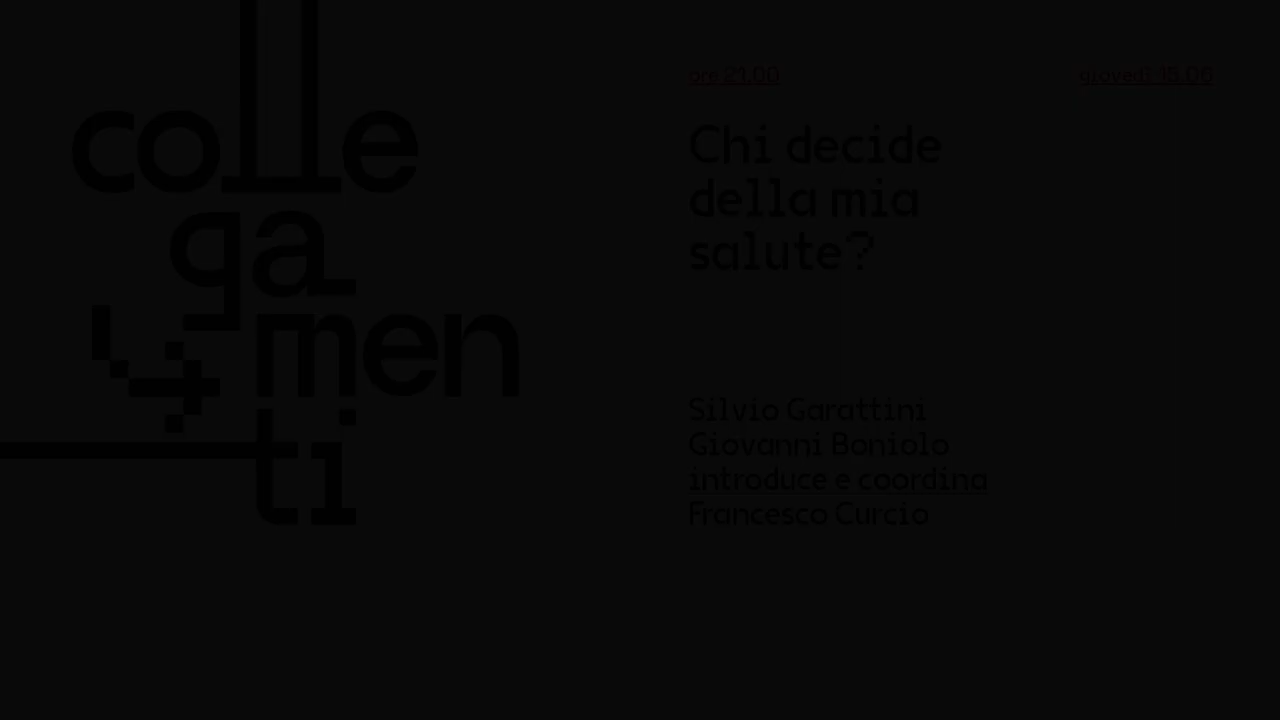 colle
ga
men
ti
ore 21.00
giovedì 15.06
Chi decide
della mia
salute?
Silvio Garattini
Giovanni Boniolo
introduce e coordina
Francesco Curcio